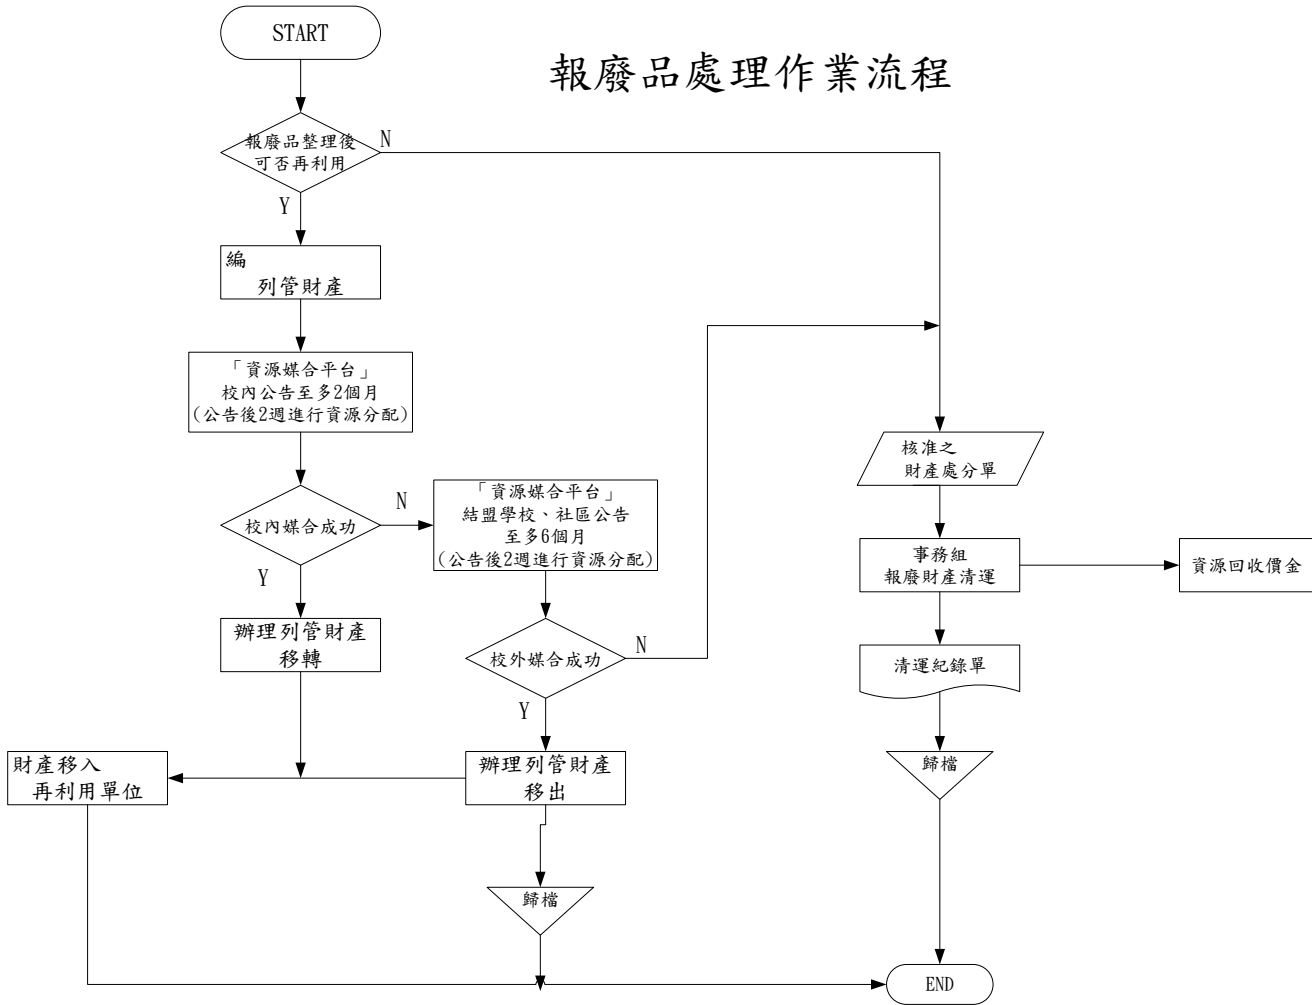 START
報廢品處理作業流程
報廢品整理後
可否再利用
N
Y
編
列管財產
「資源媒合平台」
校內公告至多2個月
(公告後2週進行資源分配)
校內媒合成功
N
Y
「資源媒合平台」
結盟學校、社區公告
至多6個月
(公告後2週進行資源分配)
辦理列管財產
移轉
校外媒合成功
N
Y
辦理列管財產
移出
財產移入
再利用單位
歸檔
核准之
財產處分單
事務組
報廢財產清運
資源回收價金
清運紀錄單
歸檔
END